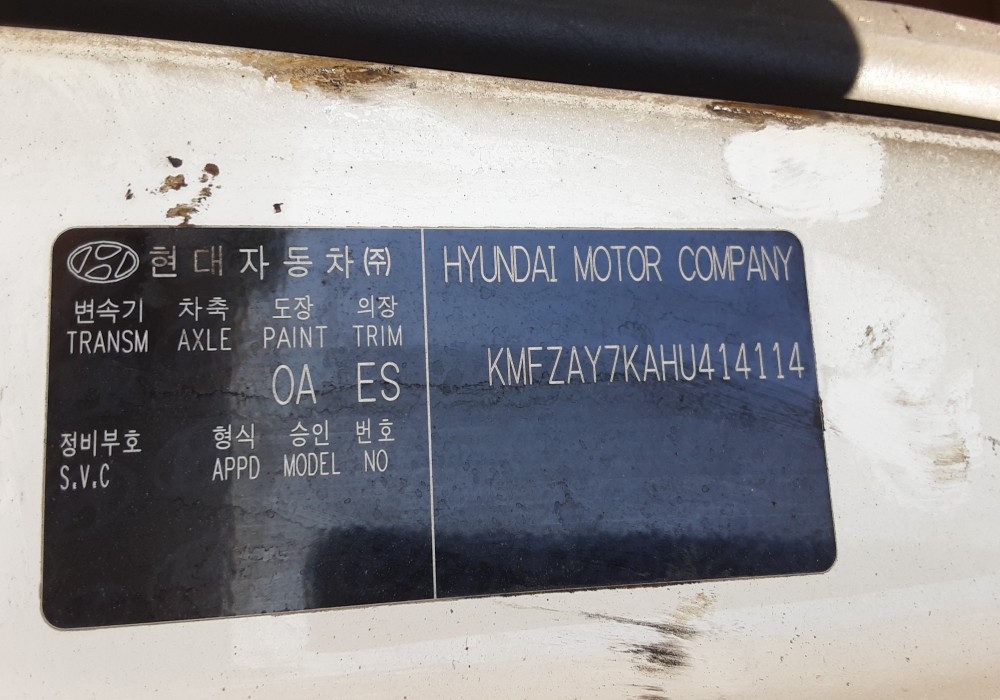 현대자동차㈜
변속기 차축 도장 의장
TRANSM AXLE PAINT TRIM
OA ES
정비부호 형식 승인 번호
S.V.C APPD MODEL NO
HYUNDAI MOTOR COMPANY
KMFZAY7KAHU414114